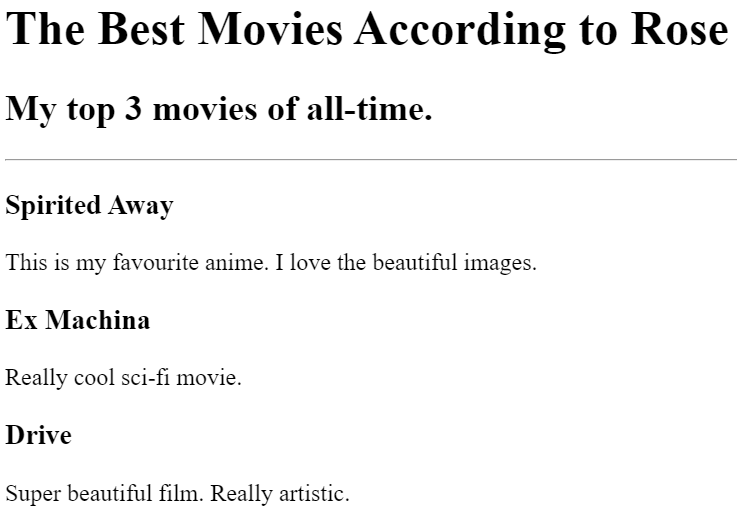 The Best Movies According to Rose
My top 3 movies of all-time.
Spirited Away
This is my favourite anime. I love the beautiful images.
Ex Machina
Really cool sci-fi movie.
Drive
Super beautiful film. Really artistic.